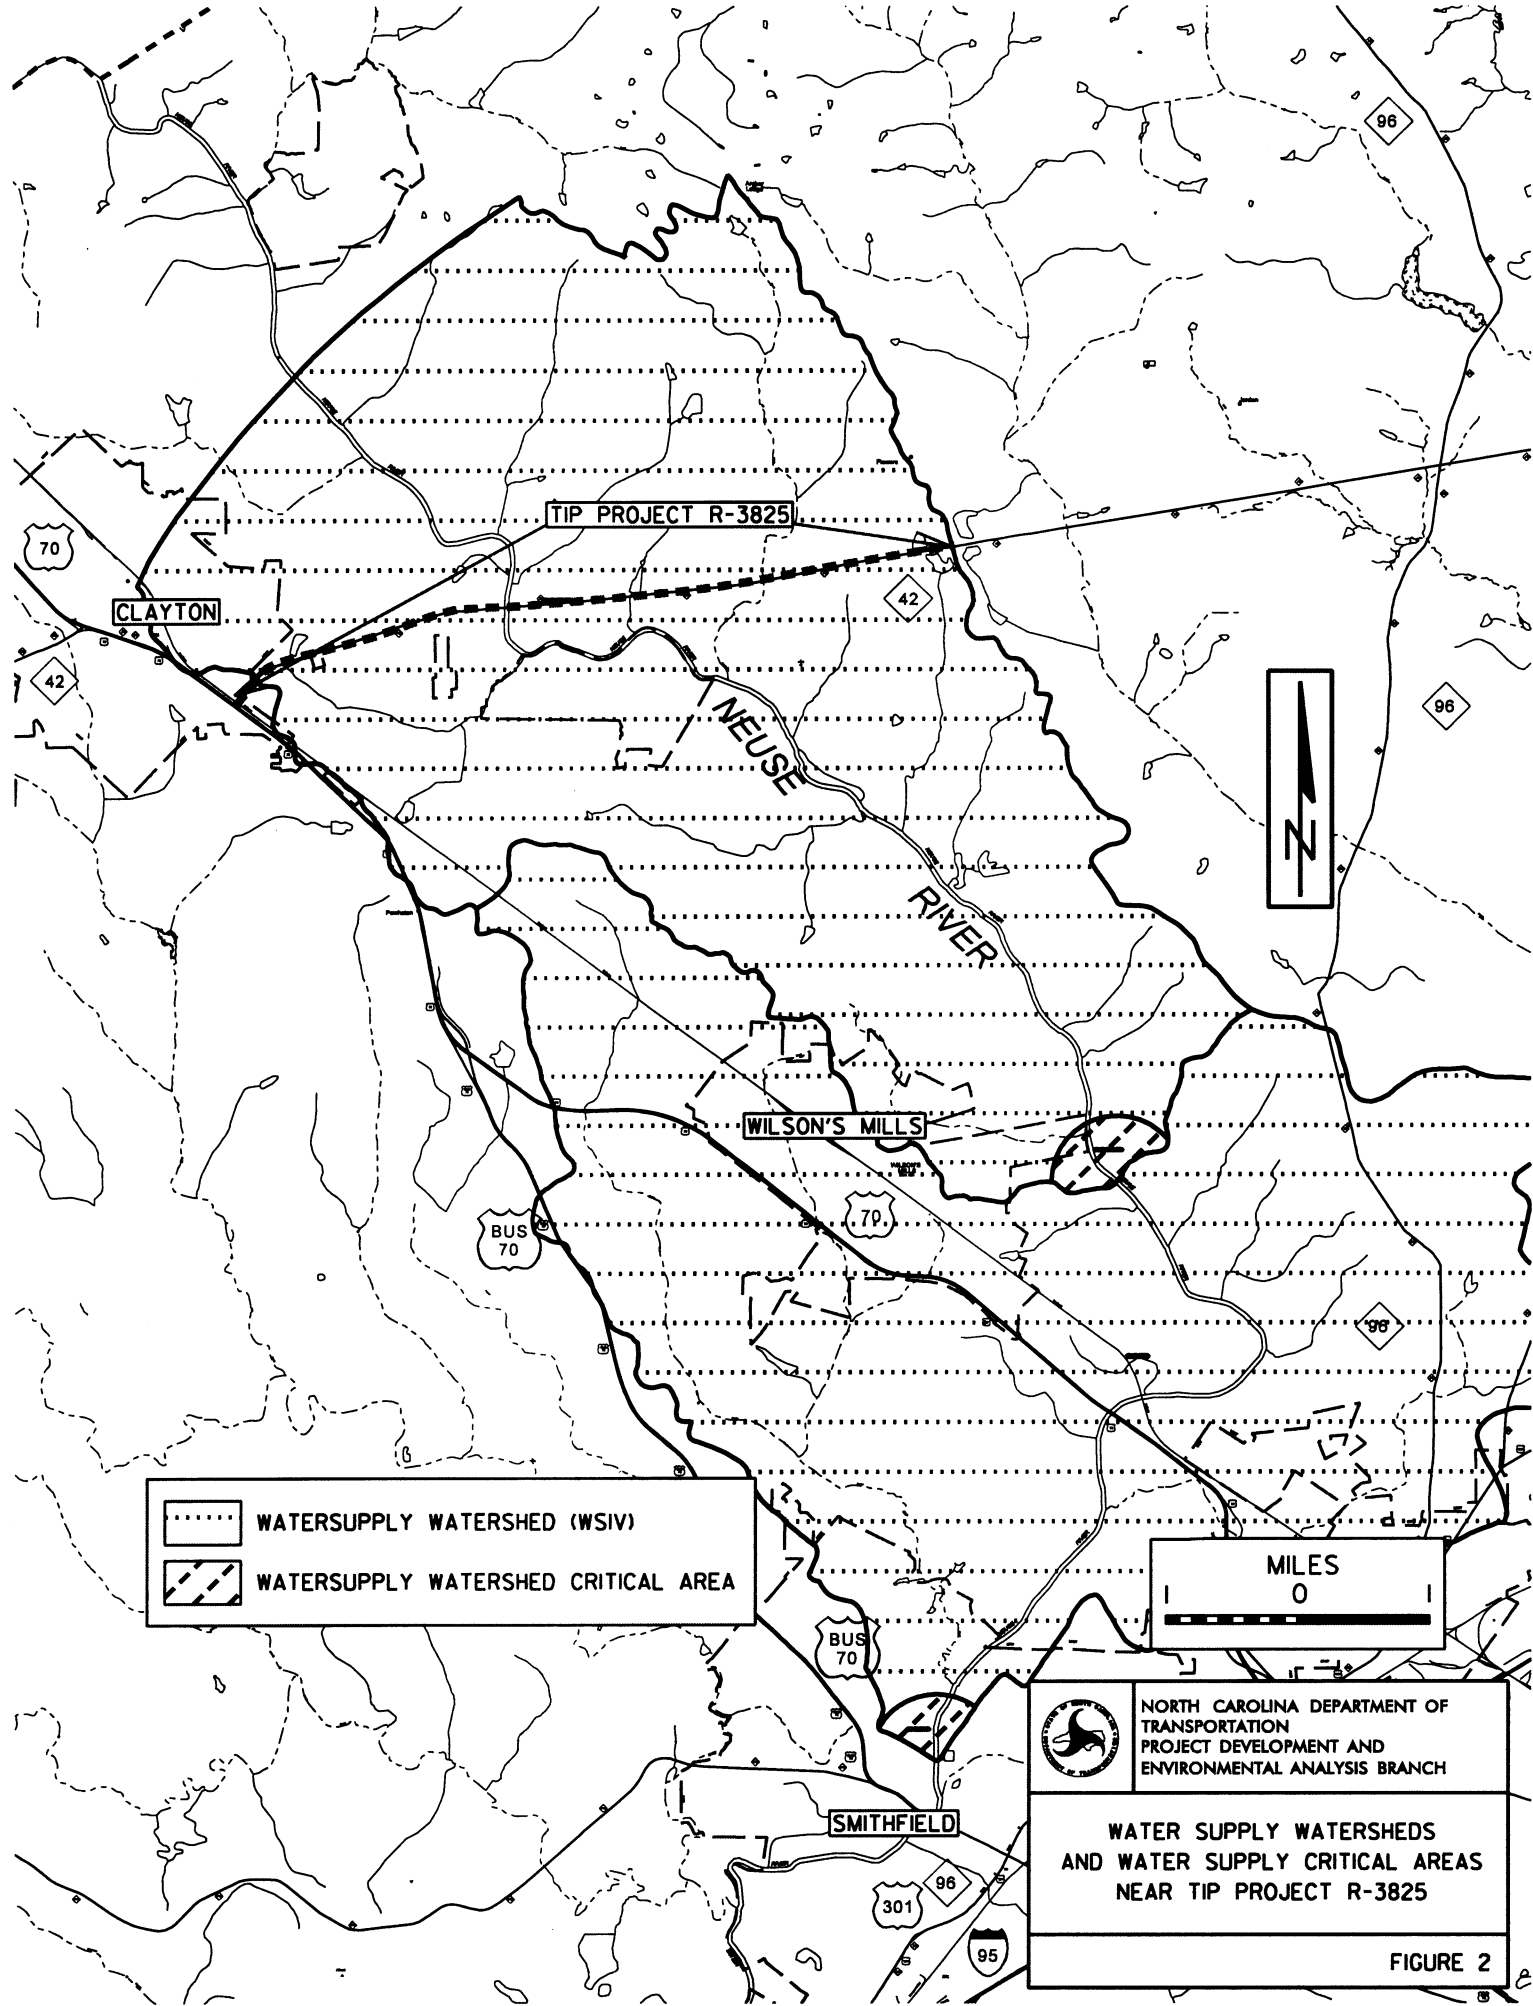 96
TIP PROJECT R-3825
70
CLAYTON
42
42
96
NEUSE
RIVER
N
WILSON'S MILLS
WILSON'S
MILLS
BUS
70
70
96
WATERSUPPLY WATERSHED (WSIV)
WATERSUPPLY WATERSHED CRITICAL AREA
MILES
0
BUS
70
SMITHFIELD
301
96
95
NORTH CAROLINA DEPARTMENT OF
TRANSPORTATION
PROJECT DEVELOPMENT AND
ENVIRONMENTAL ANALYSIS BRANCH
WATER SUPPLY WATERSHEDS
AND WATER SUPPLY CRITICAL AREAS
NEAR TIP PROJECT R-3825
FIGURE 2